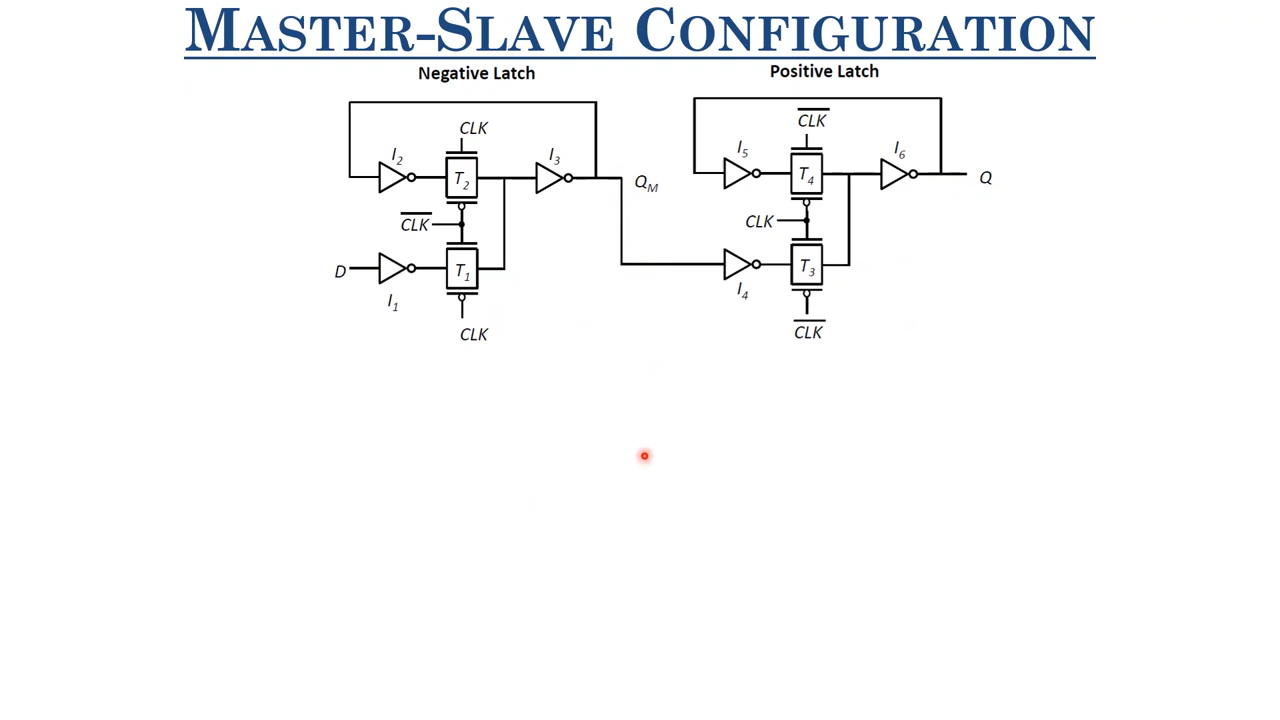 MASTER-SLAVE CONFIGURATION
Negative Latch
Positive Latch
CLK
I2
T2
I3
QM
CLK
D
I1
T1
CLK
CLK
I5
T4
I6
Q
CLK
I4
T3
CLK